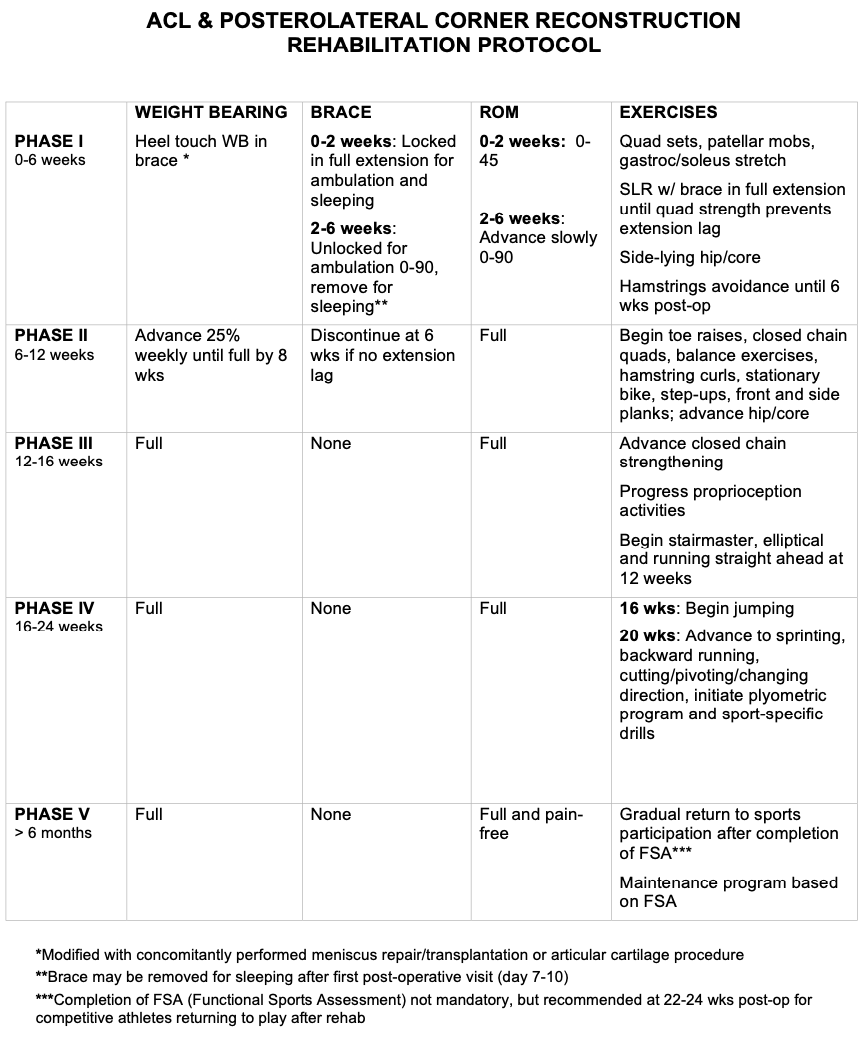 ACL & POSTEROLATERAL CORNER RECONSTRUCTION
REHABILITATION PROTOCOL
WEIGHT BEARING
BRACE
ROM
EXERCISES
PHASE I
0-6 weeks
Heel touch WB in
brace *
0-2 weeks: Locked
in full extension for
ambulation and
sleeping
2-6 weeks:
Unlocked for
ambulation 0-90,
remove for
sleeping**
0-2 weeks: 0-
45
2-6 weeks:
Advance slowly
0-90
Quad sets, patellar mobs,
gastroc/soleus stretch
SLR w/ brace in full extension
until quad strength prevents
extension lag
Side-lying hip/core
Hamstrings avoidance until 6
wks post-op
PHASE II
6-12 weeks
Advance 25%
weekly until full by 8
wks
Discontinue at 6
wks if no extension
lag
Full
Begin toe raises, closed chain
quads, balance exercises,
hamstring curls, stationary
bike, step-ups, front and side
planks; advance hip/core
PHASE III
12-16 weeks
Full
None
Full
Advance closed chain
strengthening
Progress proprioception
activities
Begin stairmaster, elliptical
and running straight ahead at
12 weeks
PHASE IV
16-24 weeks
Full
None
Full
16 wks: Begin jumping
20 wks: Advance to sprinting,
backward running,
cutting/pivoting/changing
direction, initiate plyometric
program and sport-specific
drills
PHASE V
> 6 months
Full
None
Full and pain-
free
Gradual return to sports
participation after completion
of FSA***
Maintenance program based
on FSA
*Modified with concomitantly performed meniscus repair/transplantation or articular cartilage procedure
**Brace may be removed for sleeping after first post-operative visit (day 7-10)
***Completion of FSA (Functional Sports Assessment) not mandatory, but recommended at 22-24 wks post-op for
competitive athletes returning to play after rehab